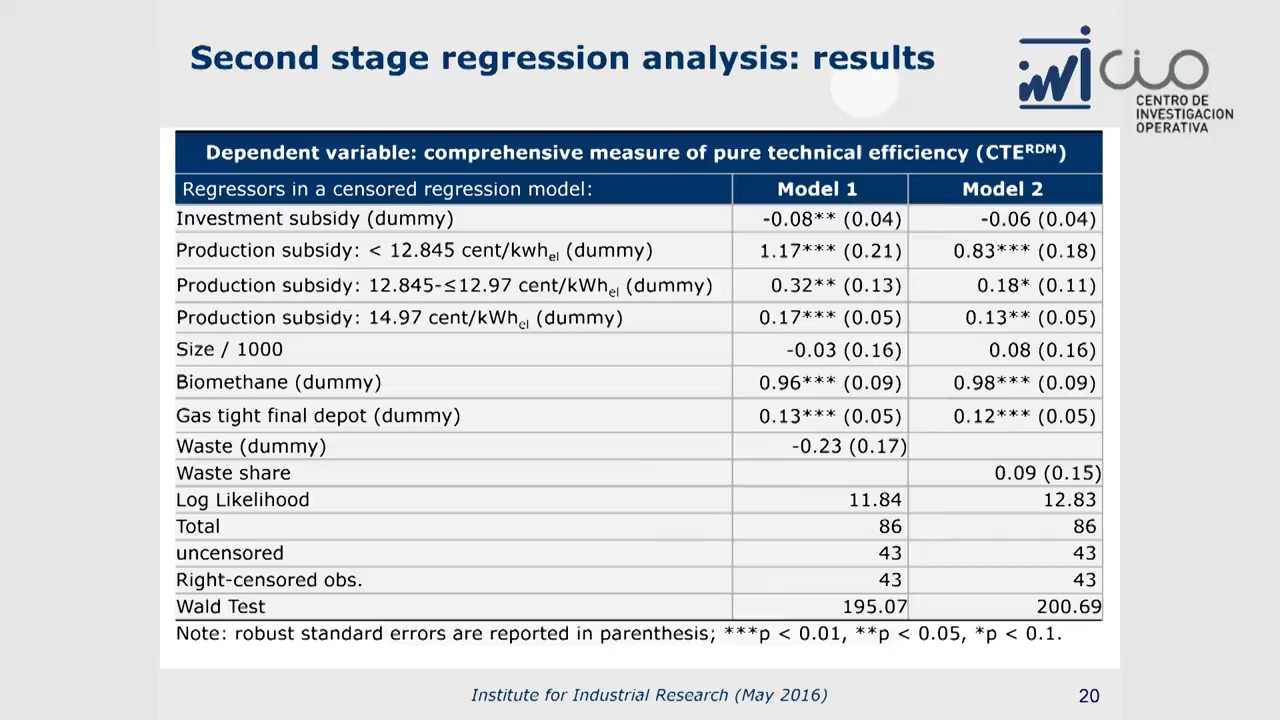 Second stage regression analysis: results
inwi
CIO
CENTRO DE
INVESTIGACION
OPERATIVA
Dependent variable: comprehensive measure of pure technical efficiency (CTEᴿᴰᴹ)
Regressors in a censored regression model: Model 1 Model 2
Investment subsidy (dummy) -0.08** (0.04) -0.06 (0.04)
Production subsidy: < 12.845 cent/kwhel (dummy) 1.17*** (0.21) 0.83*** (0.18)
Production subsidy: 12.845-≤12.97 cent/kWhel (dummy) 0.32** (0.13) 0.18* (0.11)
Production subsidy: 14.97 cent/kWhel (dummy) 0.17*** (0.05) 0.13** (0.05)
Size / 1000 -0.03 (0.16) 0.08 (0.16)
Biomethane (dummy) 0.96*** (0.09) 0.98*** (0.09)
Gas tight final depot (dummy) 0.13*** (0.05) 0.12*** (0.05)
Waste (dummy) -0.23 (0.17)
Waste share 0.09 (0.15)
Log Likelihood 11.84 12.83
Total 86 86
uncensored 43 43
Right-censored obs. 43 43
Wald Test 195.07 200.69
Note: robust standard errors are reported in parenthesis; ***p < 0.01, **p < 0.05, *p < 0.1.
Institute for Industrial Research (May 2016)
20